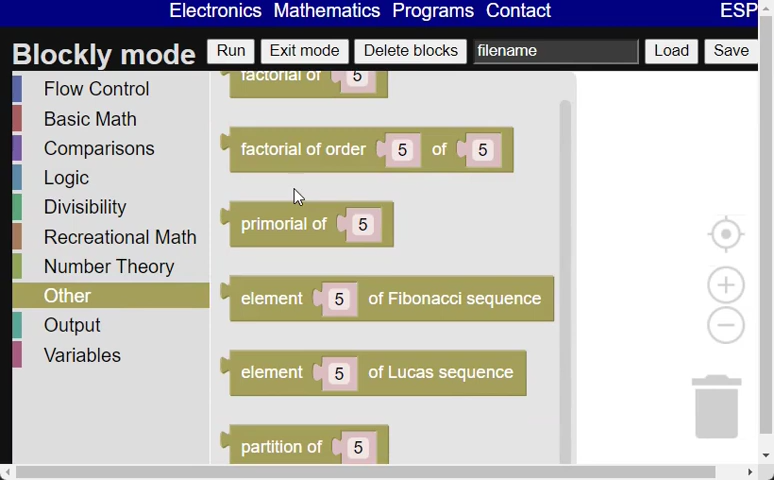 Electronics Mathematics Programs Contact ESP
Blockly mode Run Exit mode Delete blocks filename Load Save
Flow Control
Basic Math
Comparisons
Logic
Divisibility
Recreational Math
Number Theory
Other
Output
Variables
factorial of 5
factorial of order 5 of 5
primorial of 5
element 5 of Fibonacci sequence
element 5 of Lucas sequence
partition of 5